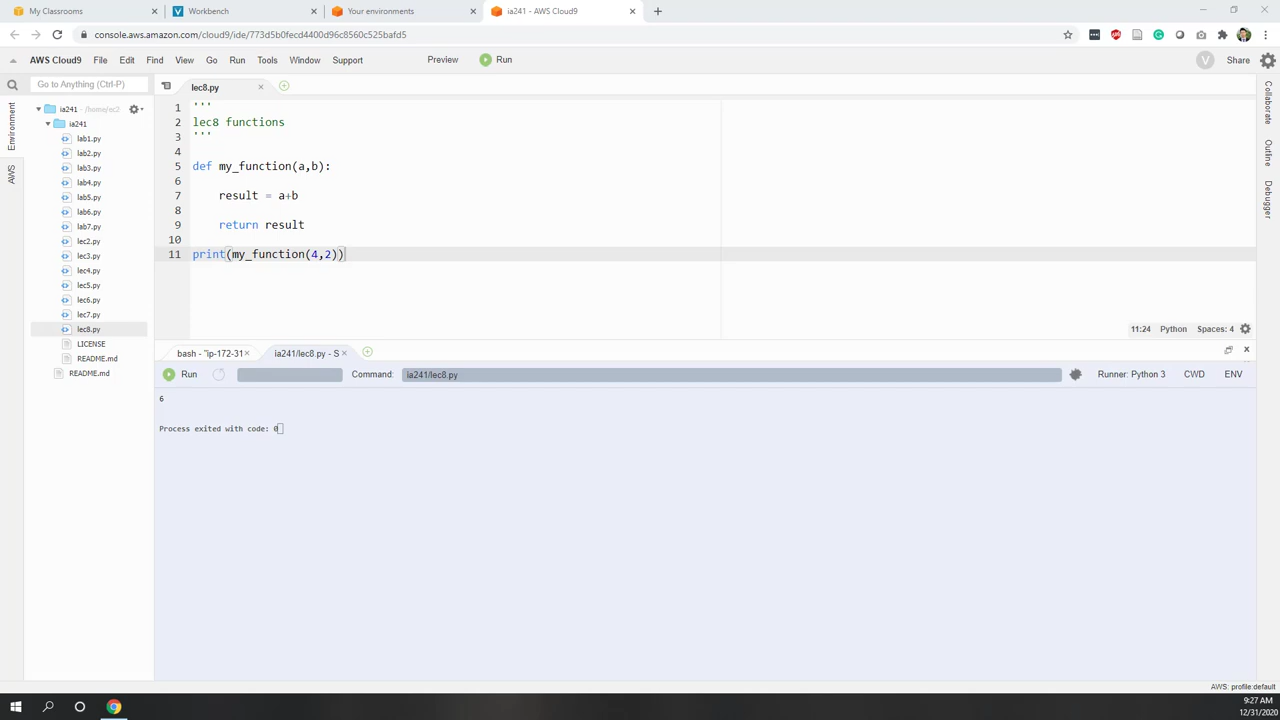 My Classrooms
Workbench
Your environments
ia241 - AWS Cloud9
console.aws.amazon.com/cloud9/ide/773d5b0fecd4400d96c8560c525bafd5
AWS Cloud9 File Edit Find View Go Run Tools Window Support Preview Run V Share
Go to Anything (Ctrl-P)
lec8.py
Environment
AWS
ia241 - /home/ec2
ia241
lab1.py
lab2.py
lab3.py
lab4.py
lab5.py
lab6.py
lab7.py
lec2.py
lec3.py
lec4.py
lec5.py
lec6.py
lec7.py
lec8.py
LICENSE
README.md
README.md
1 '''
2 lec8 functions
3 '''
4
5 def my_function(a,b):
6
7 result = a+b
8
9 return result
10
11 print(my_function(4,2))
11:24 Python Spaces: 4
Collaborate
Outline
Debugger
bash - "ip-172-31
ia241/lec8.py - S
Run Command: ia241/lec8.py Runner: Python 3 CWD ENV
6
Process exited with code: 0
AWS: profile:default
9:27 AM
12/31/2020